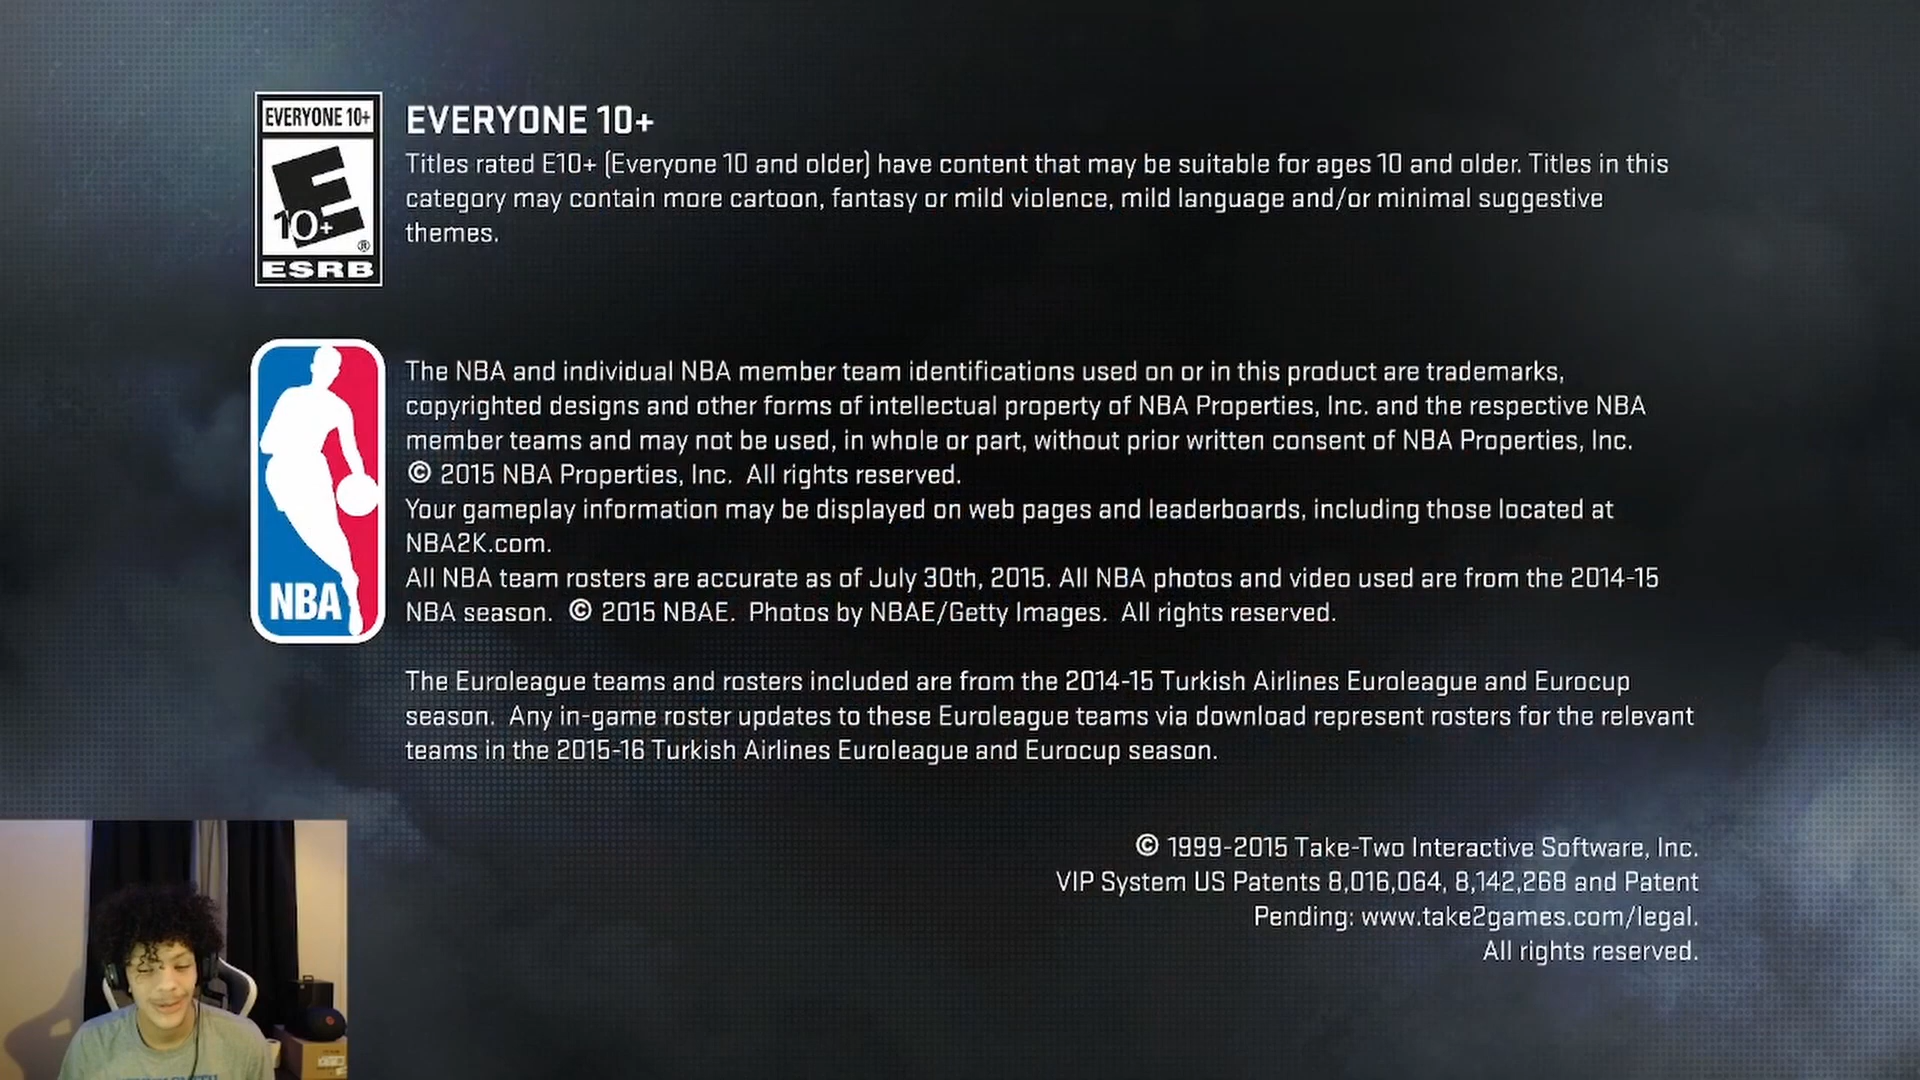 EVERYONE 10+
EVERYONE 10+
Titles rated E10+ (Everyone 10 and older) have content that may be suitable for ages 10 and older. Titles in this
category may contain more cartoon, fantasy or mild violence, mild language and/or minimal suggestive
themes.
E
10+
®
ESRB
The NBA and individual NBA member team identifications used on or in this product are trademarks,
copyrighted designs and other forms of intellectual property of NBA Properties, Inc. and the respective NBA
member teams and may not be used, in whole or part, without prior written consent of NBA Properties, Inc.
© 2015 NBA Properties, Inc.  All rights reserved.
Your gameplay information may be displayed on web pages and leaderboards, including those located at
NBA2K.com.
All NBA team rosters are accurate as of July 30th, 2015. All NBA photos and video used are from the 2014-15
NBA season.  © 2015 NBAE.  Photos by NBAE/Getty Images.  All rights reserved.
NBA
The Euroleague teams and rosters included are from the 2014-15 Turkish Airlines Euroleague and Eurocup
season.  Any in-game roster updates to these Euroleague teams via download represent rosters for the relevant
teams in the 2015-16 Turkish Airlines Euroleague and Eurocup season.
© 1999-2015 Take-Two Interactive Software, Inc.
VIP System US Patents 8,016,064, 8,142,268 and Patent
Pending: www.take2games.com/legal.
All rights reserved.